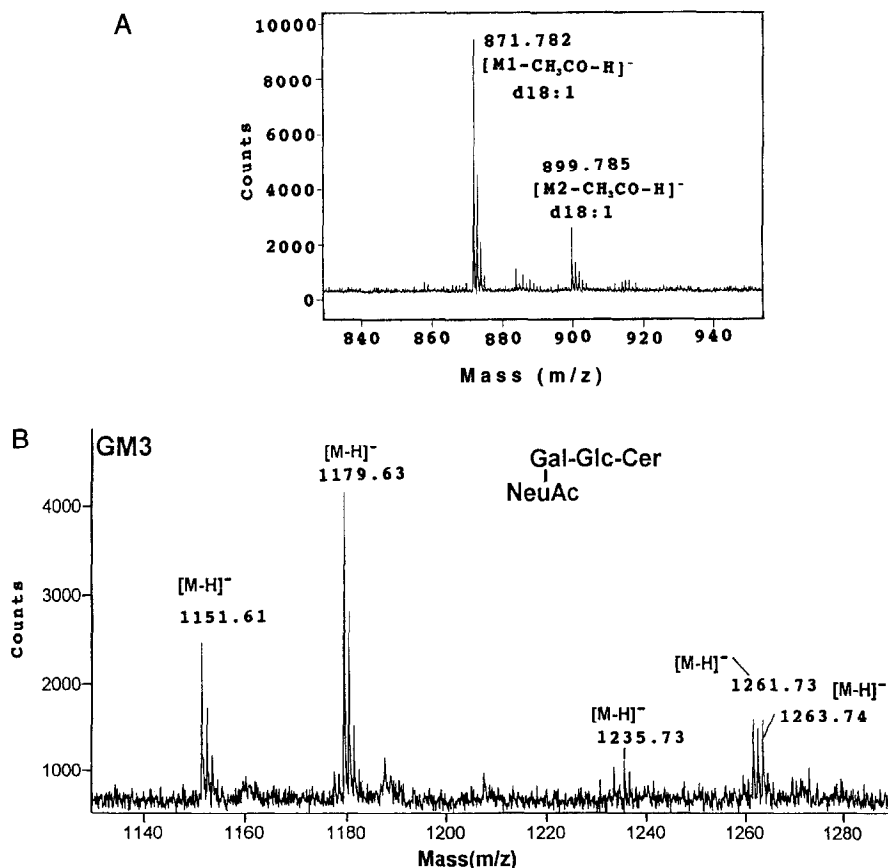 A
10000
8000
6000
4000
2000
0
Counts
871.782
[M1-CH₃CO-H]⁻
d18:1
899.785
[M2-CH₃CO-H]⁻
d18:1
840 860 880 900 920 940
Mass (m/z)
B
GM3
[M-H]⁻
1179.63
Gal-Glc-Cer
NeuAc
4000
3000
2000
1000
Counts
[M-H]⁻
1151.61
[M-H]⁻
1235.73
[M-H]⁻
1261.73
[M-H]⁻
1263.74
1140 1160 1180 1200 1220 1240 1260 1280
Mass(m/z)